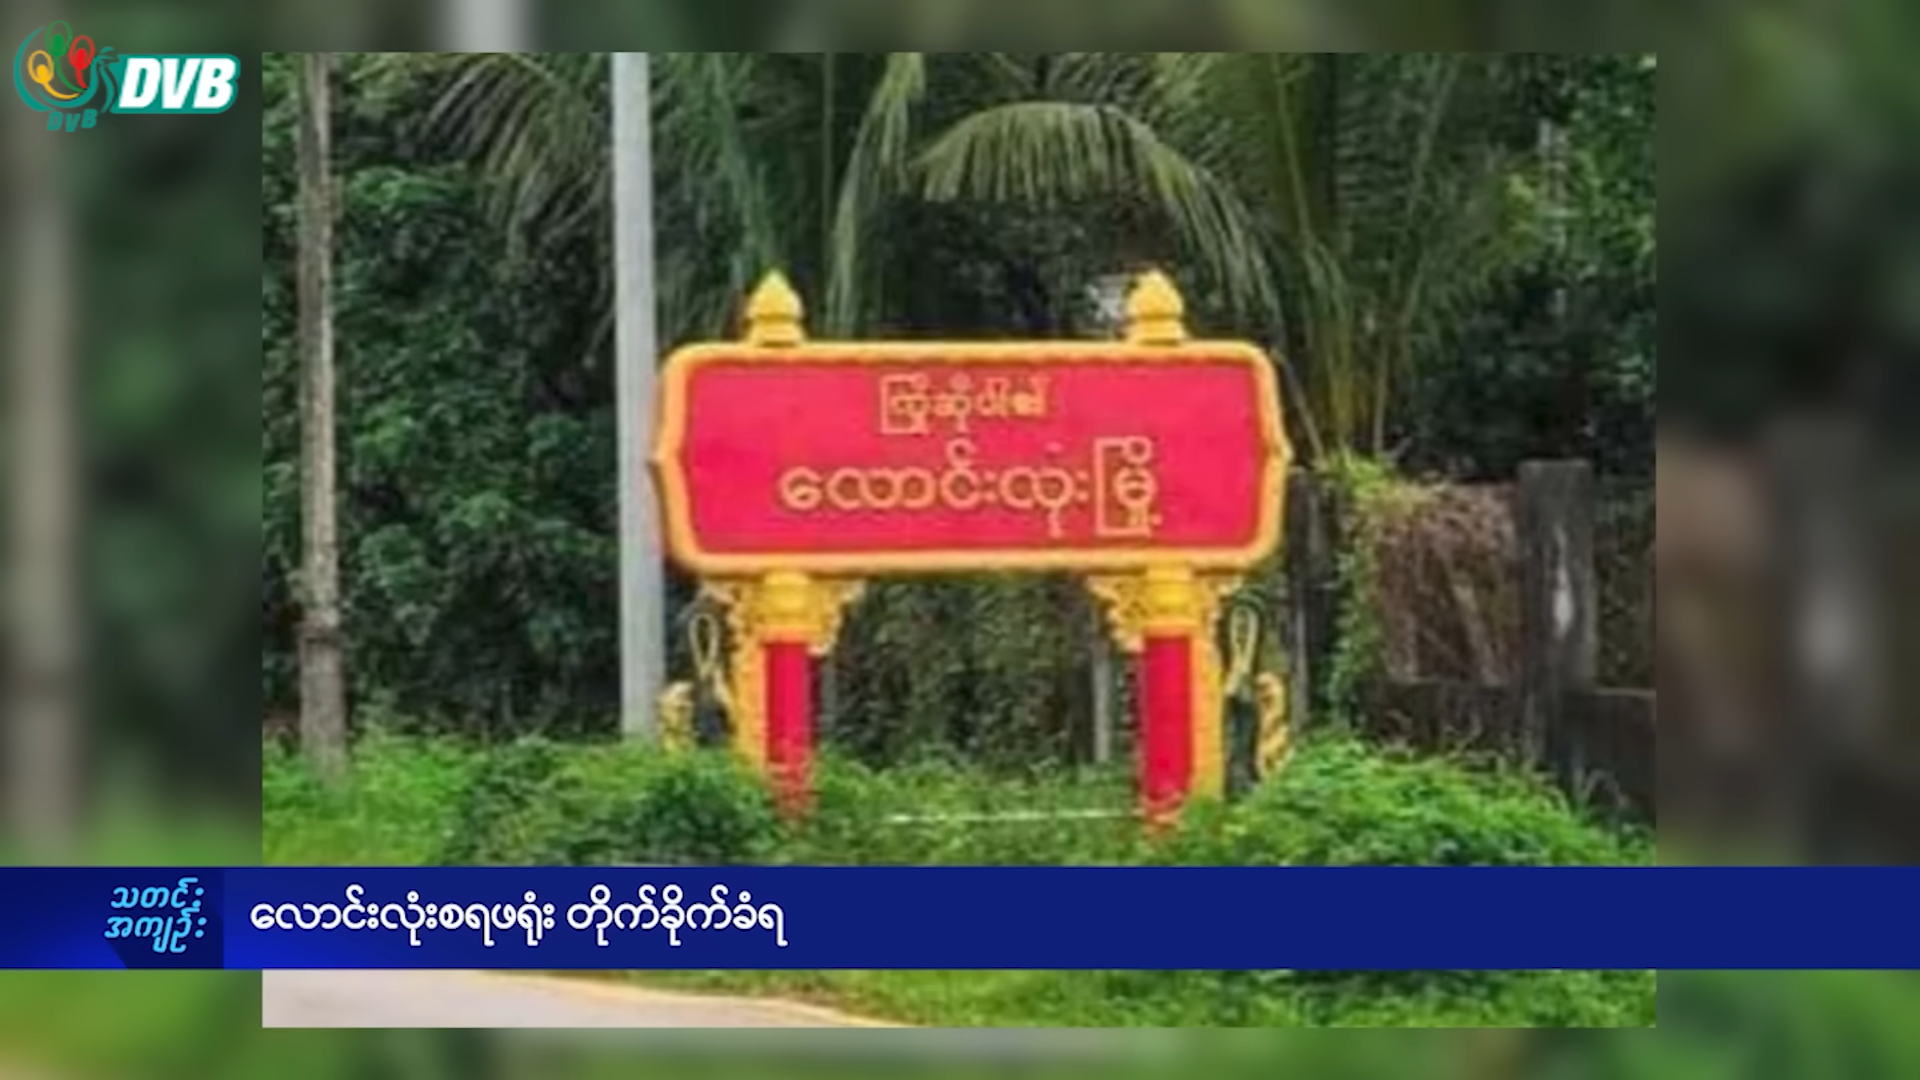 DVB
DVB
ကြိုဆိုပါ၏
လောင်းလုံးမြို့
သတင်း
အကျဉ်း
လောင်းလုံးစရဖရုံး တိုက်ခိုက်ခံရ